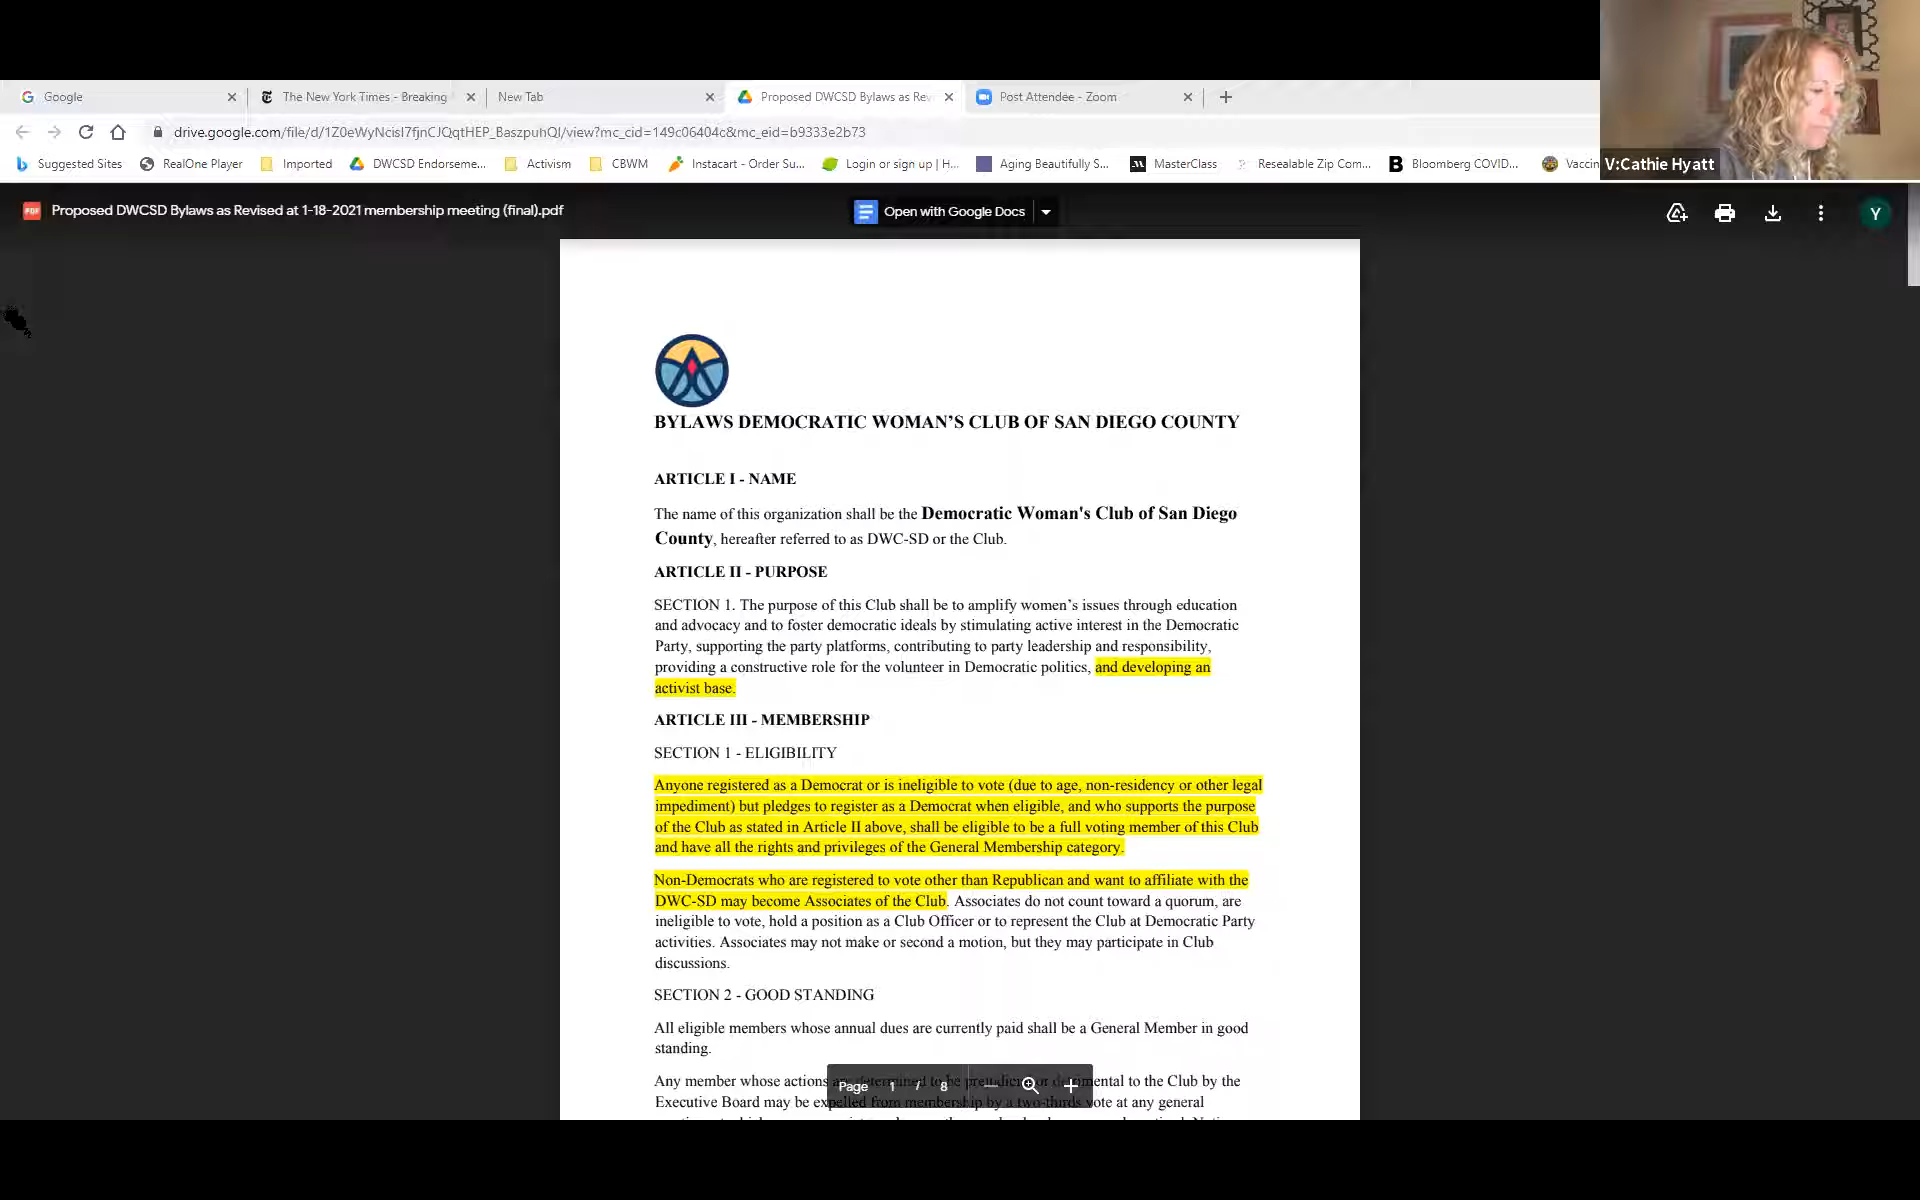 Google
The New York Times - Breaking
New Tab
Proposed DWCSD Bylaws as Rev
Post Attendee - Zoom
drive.google.com/file/d/1Z0eWyNcisI7fjnCJQqtHEP_BaszpuhQI/view?mc_cid=149c06404c&mc_eid=b9333e2b73
Suggested Sites
RealOne Player
Imported
DWCSD Endorseme...
Activism
CBWM
Instacart - Order Su...
Login or sign up | H...
Aging Beautifully S...
MasterClass
Resealable Zip Com...
Bloomberg COVID...
Vaccin
V:Cathie Hyatt
PDF
Proposed DWCSD Bylaws as Revised at 1-18-2021 membership meeting (final).pdf
Open with Google Docs
Y
BYLAWS DEMOCRATIC WOMAN’S CLUB OF SAN DIEGO COUNTY
ARTICLE I - NAME
The name of this organization shall be the Democratic Woman's Club of San Diego
County, hereafter referred to as DWC-SD or the Club.
ARTICLE II - PURPOSE
SECTION 1. The purpose of this Club shall be to amplify women’s issues through education
and advocacy and to foster democratic ideals by stimulating active interest in the Democratic
Party, supporting the party platforms, contributing to party leadership and responsibility,
providing a constructive role for the volunteer in Democratic politics, and developing an
activist base.
ARTICLE III - MEMBERSHIP
SECTION 1 - ELIGIBILITY
Anyone registered as a Democrat or is ineligible to vote (due to age, non-residency or other legal
impediment) but pledges to register as a Democrat when eligible, and who supports the purpose
of the Club as stated in Article II above, shall be eligible to be a full voting member of this Club
and have all the rights and privileges of the General Membership category.
Non-Democrats who are registered to vote other than Republican and want to affiliate with the
DWC-SD may become Associates of the Club. Associates do not count toward a quorum, are
ineligible to vote, hold a position as a Club Officer or to represent the Club at Democratic Party
activities. Associates may not make or second a motion, but they may participate in Club
discussions.
SECTION 2 - GOOD STANDING
All eligible members whose annual dues are currently paid shall be a General Member in good
standing.
Any member whose actions are determined to be prejudicial or detrimental to the Club by the
Executive Board may be expelled from membership by a two-thirds vote at any general
Page 1 / 8